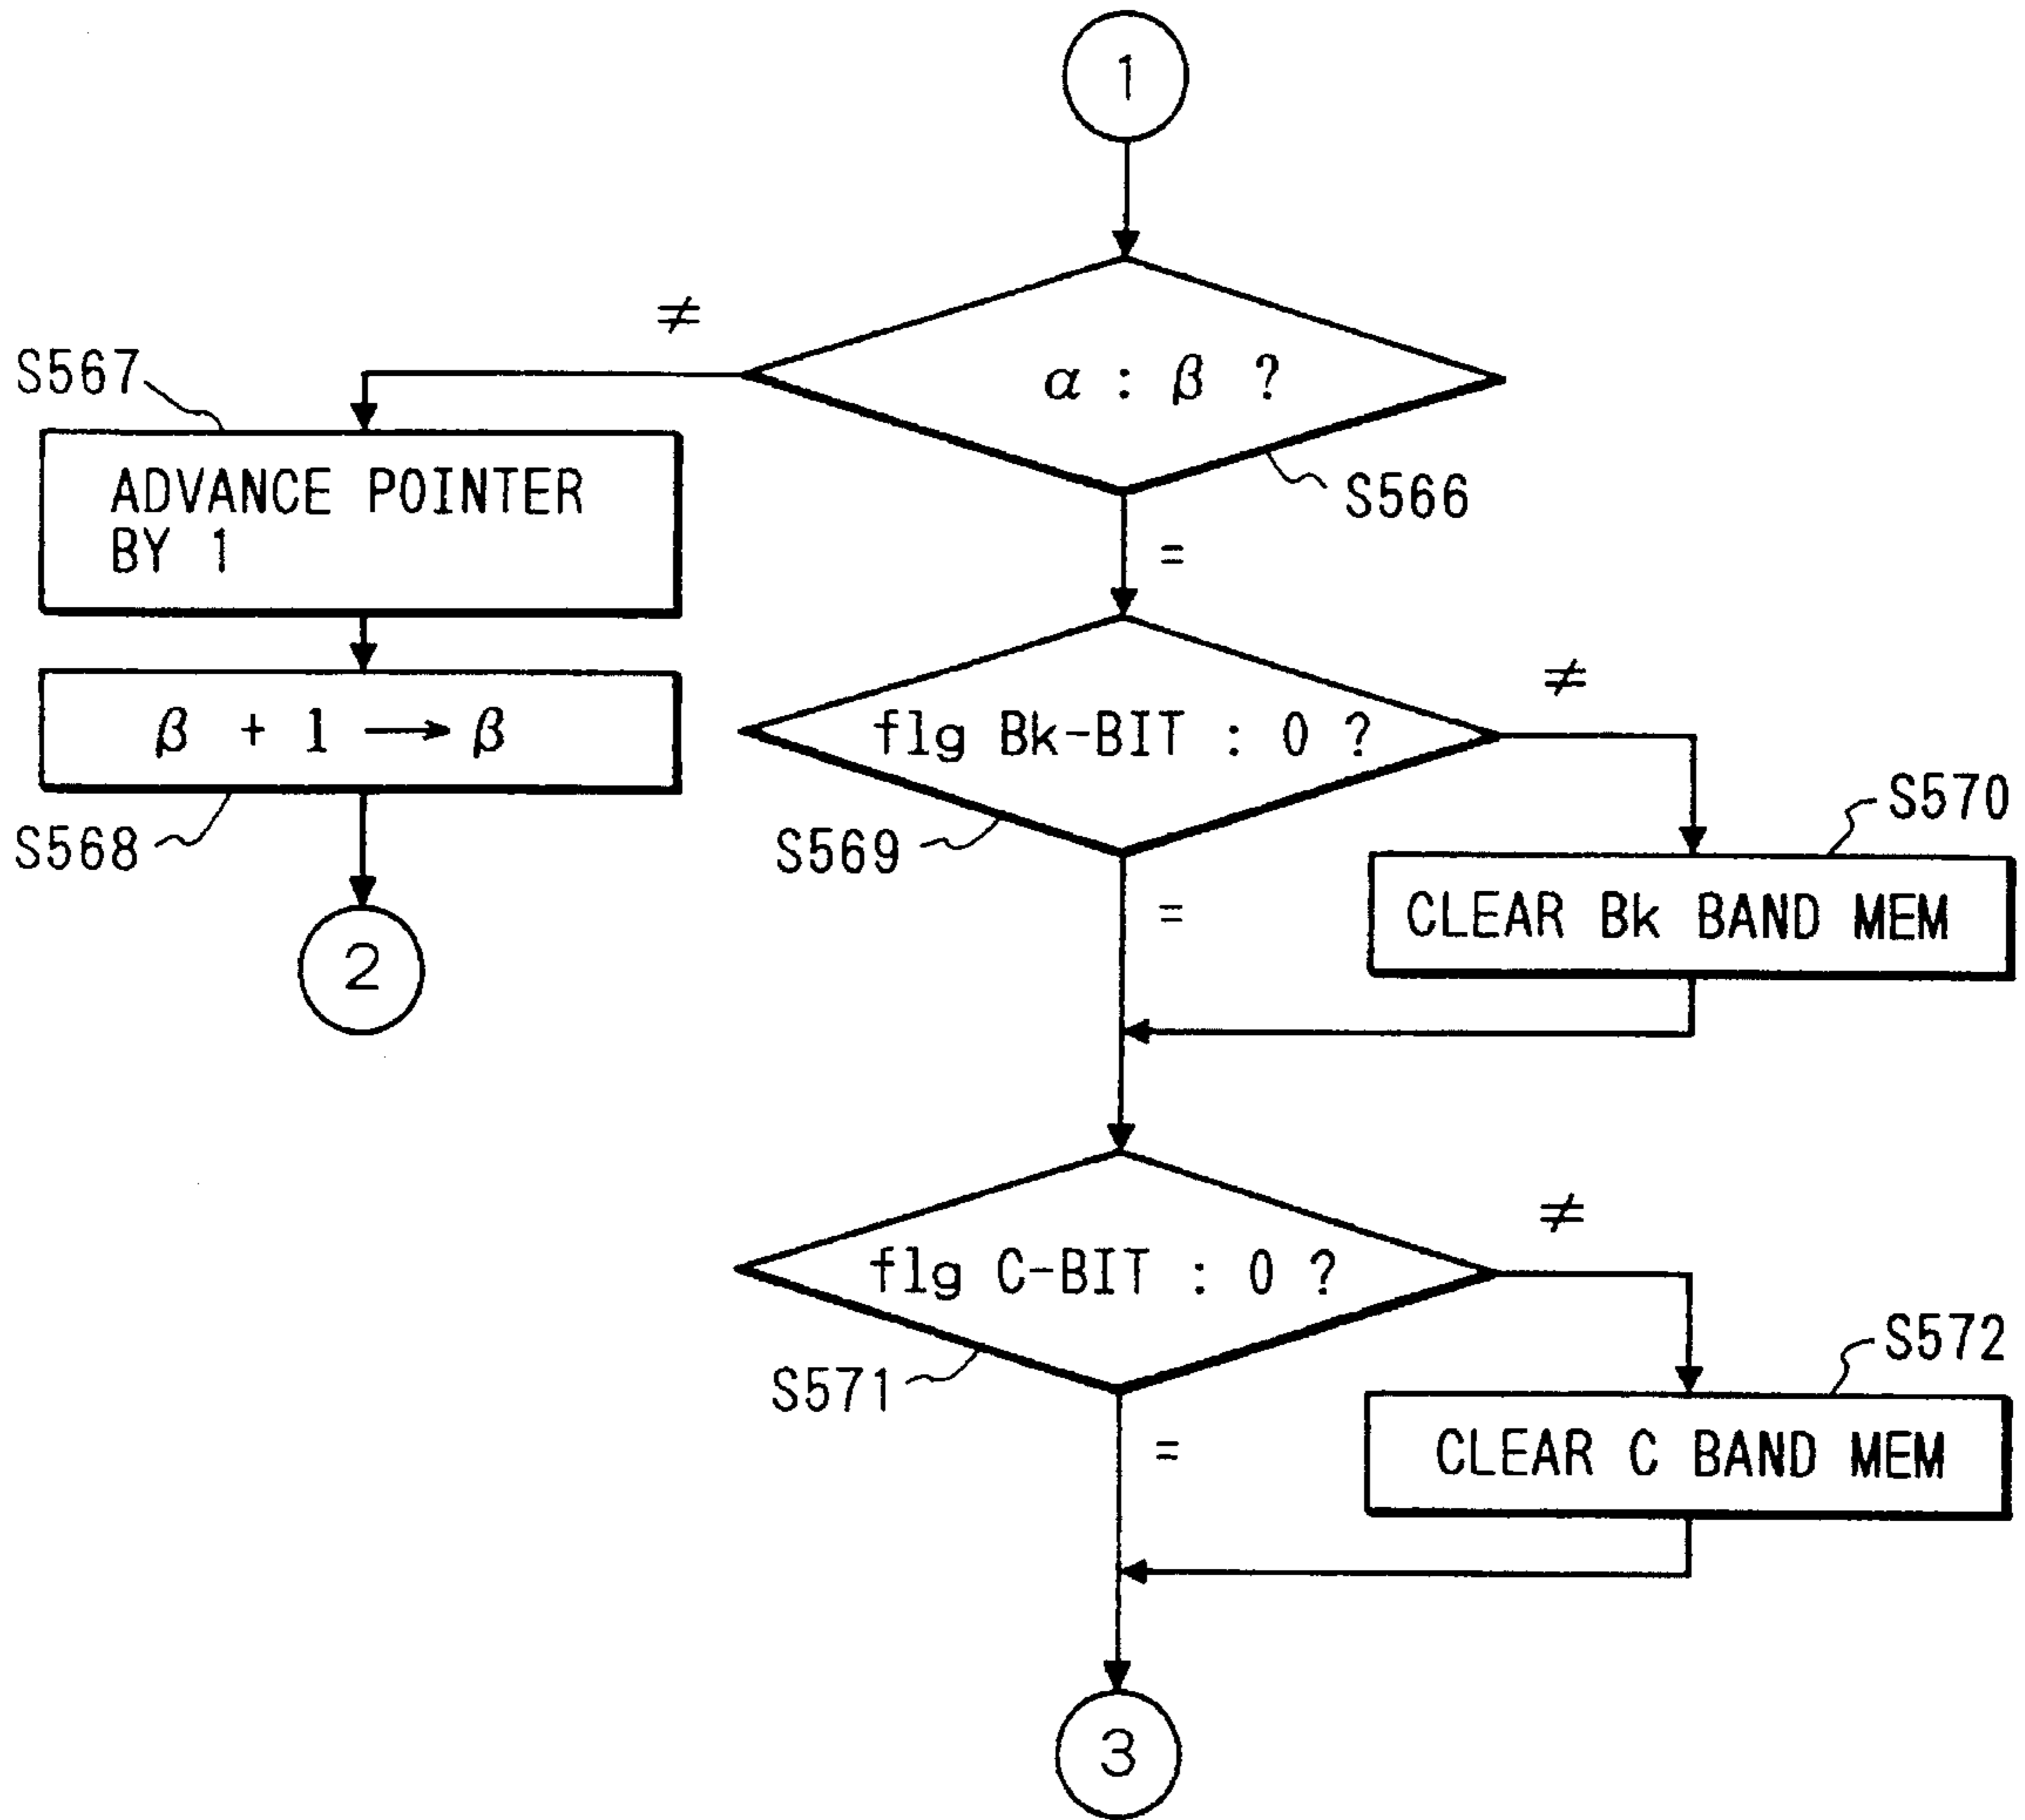 1
≠
α : β ?
S567
S566
ADVANCE POINTER
BY 1
=
β + 1 → β
S568
2
flg Bk-BIT : 0 ?
≠
S569
S570
=
CLEAR Bk BAND MEM
flg C-BIT : 0 ?
≠
S571
S572
=
CLEAR C BAND MEM
3